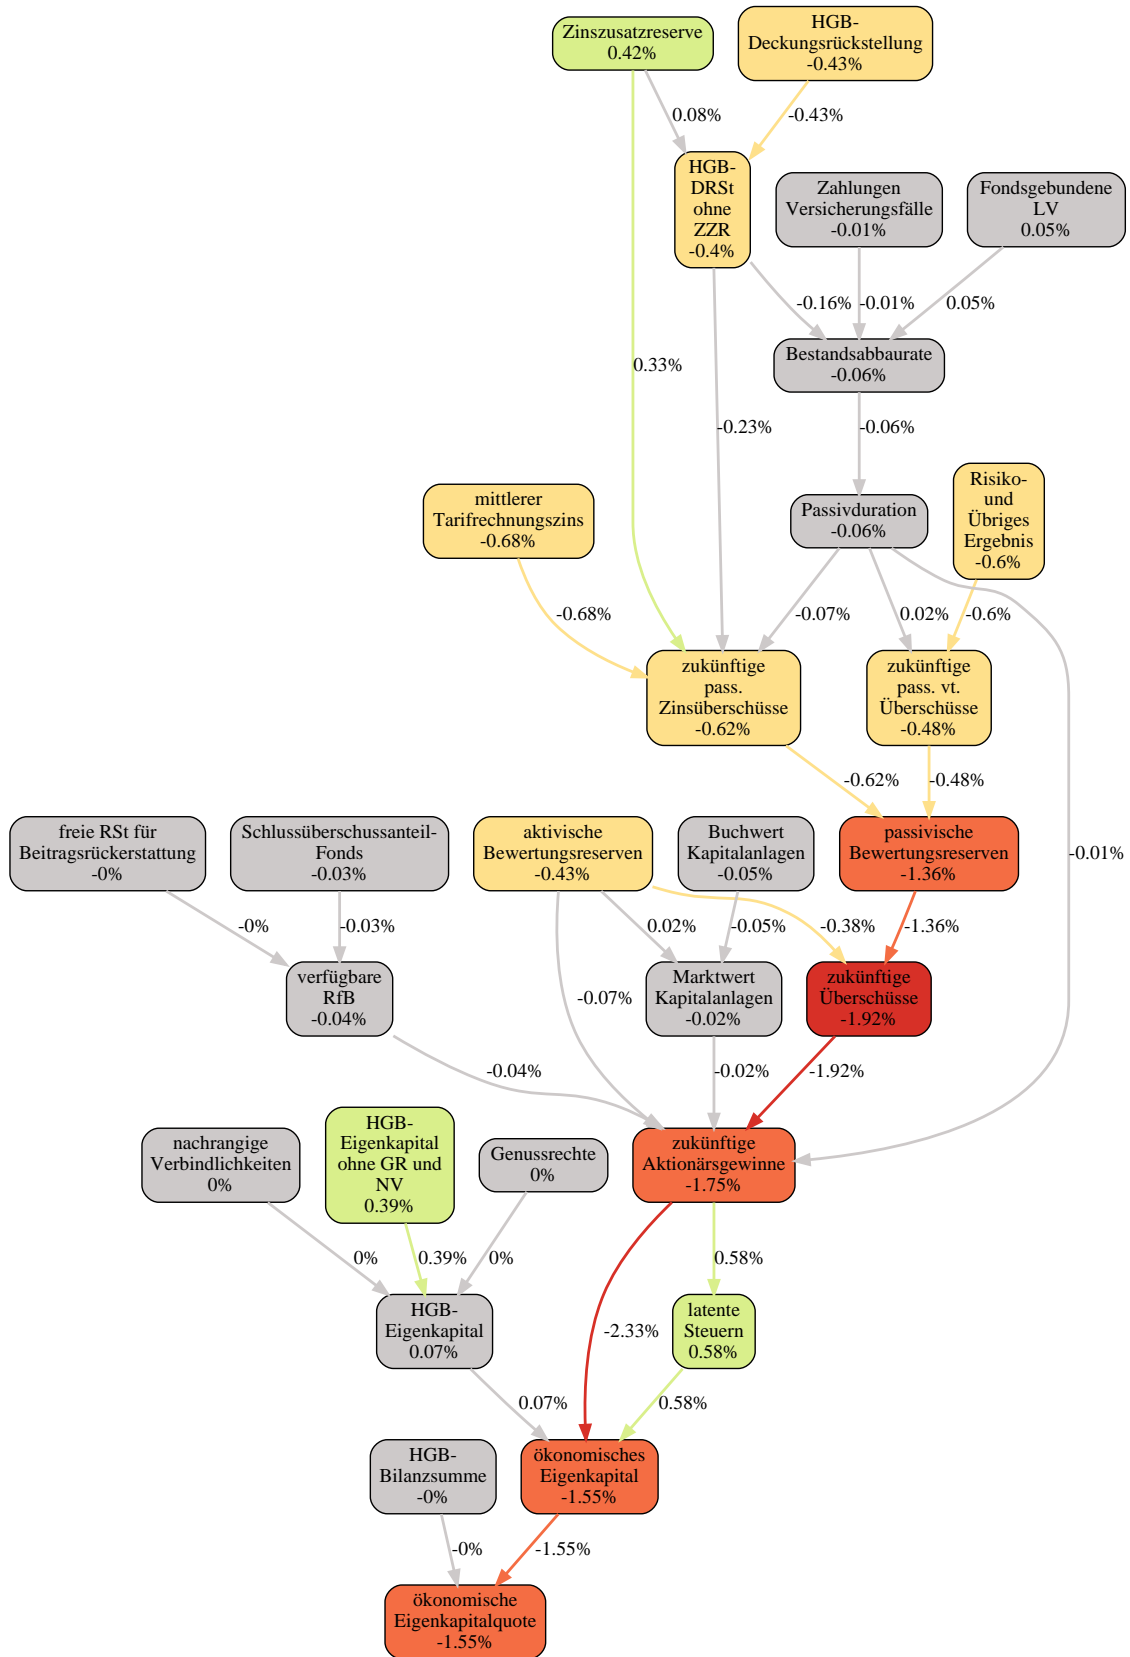 Zinszusatzreserve
0.42%
HGB-
Deckungsrückstellung
-0.43%
0.08%
-0.43%
HGB-
DRSt
ohne
ZZR
-0.4%
Zahlungen
Versicherungsfälle
-0.01%
Fondsgebundene
LV
0.05%
-0.16%
-0.01%
0.05%
Bestandsabbaurate
-0.06%
0.33%
-0.23%
-0.06%
mittlerer
Tarifrechnungszins
-0.68%
Passivduration
-0.06%
Risiko-
und
Übriges
Ergebnis
-0.6%
-0.68%
-0.07%
0.02%
-0.6%
zukünftige
pass.
Zinsüberschüsse
-0.62%
zukünftige
pass. vt.
Überschüsse
-0.48%
-0.62%
-0.48%
freie RSt für
Beitragsrückerstattung
-0%
Schlussüberschussanteil-
Fonds
-0.03%
aktivische
Bewertungsreserven
-0.43%
Buchwert
Kapitalanlagen
-0.05%
passivische
Bewertungsreserven
-1.36%
-0.01%
-0%
-0.03%
0.02%
-0.05%
-0.38%
-1.36%
verfügbare
RfB
-0.04%
-0.07%
Marktwert
Kapitalanlagen
-0.02%
zukünftige
Überschüsse
-1.92%
-0.04%
-0.02%
-1.92%
nachrangige
Verbindlichkeiten
0%
HGB-
Eigenkapital
ohne GR und
NV
0.39%
Genussrechte
0%
zukünftige
Aktionärsgewinne
-1.75%
0%
0.39%
0%
0.58%
HGB-
Eigenkapital
0.07%
-2.33%
latente
Steuern
0.58%
0.07%
0.58%
HGB-
Bilanzsumme
-0%
ökonomisches
Eigenkapital
-1.55%
-0%
-1.55%
ökonomische
Eigenkapitalquote
-1.55%